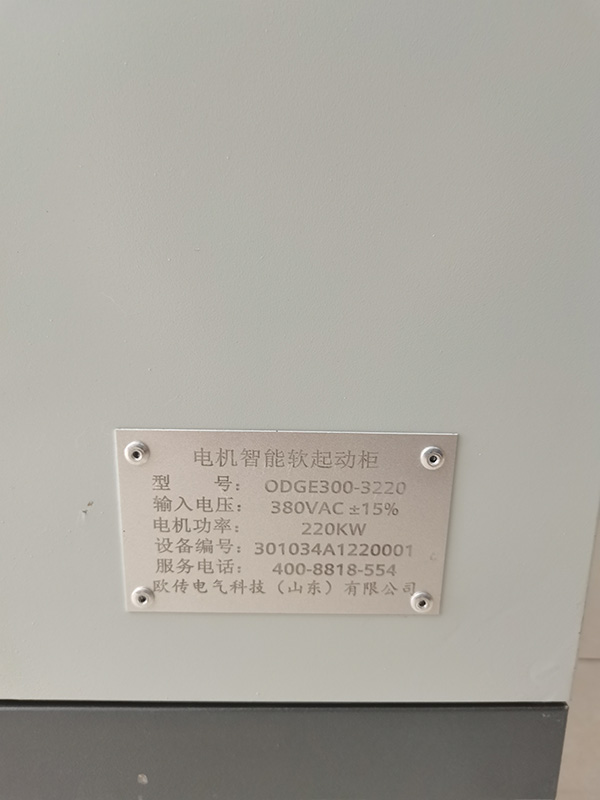 电机智能软起动柜
型 号： ODGE300-3220
输入电压： 380VAC ±15%
电机功率： 220KW
设备编号：301034A1220001
服务电话： 400-8818-554
欧传电气科技（山东）有限公司